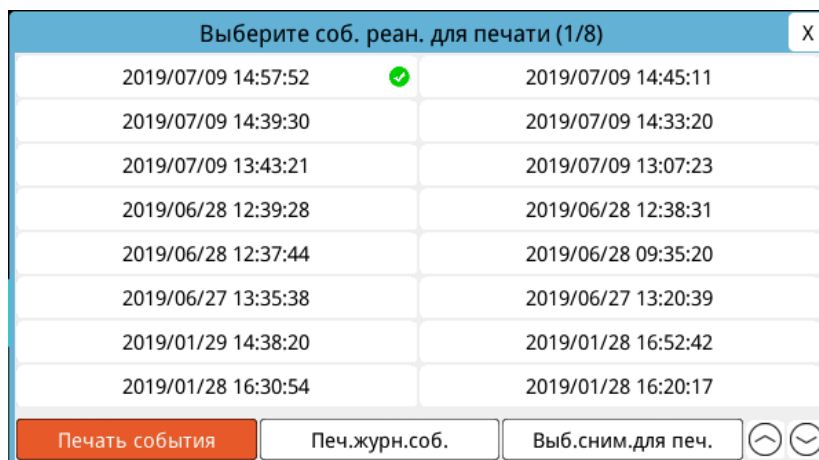 Выберите соб. реан. для печати (1/8) X
2019/07/09 14:57:52 2019/07/09 14:45:11
2019/07/09 14:39:30 2019/07/09 14:33:20
2019/07/09 13:43:21 2019/07/09 13:07:23
2019/06/28 12:39:28 2019/06/28 12:38:31
2019/06/28 12:37:44 2019/06/28 09:35:20
2019/06/27 13:35:38 2019/06/27 13:20:39
2019/01/29 14:38:20 2019/01/28 16:52:42
2019/01/28 16:30:54 2019/01/28 16:20:17
Печать события Печ.журн.соб. Выб.сним.для печ.